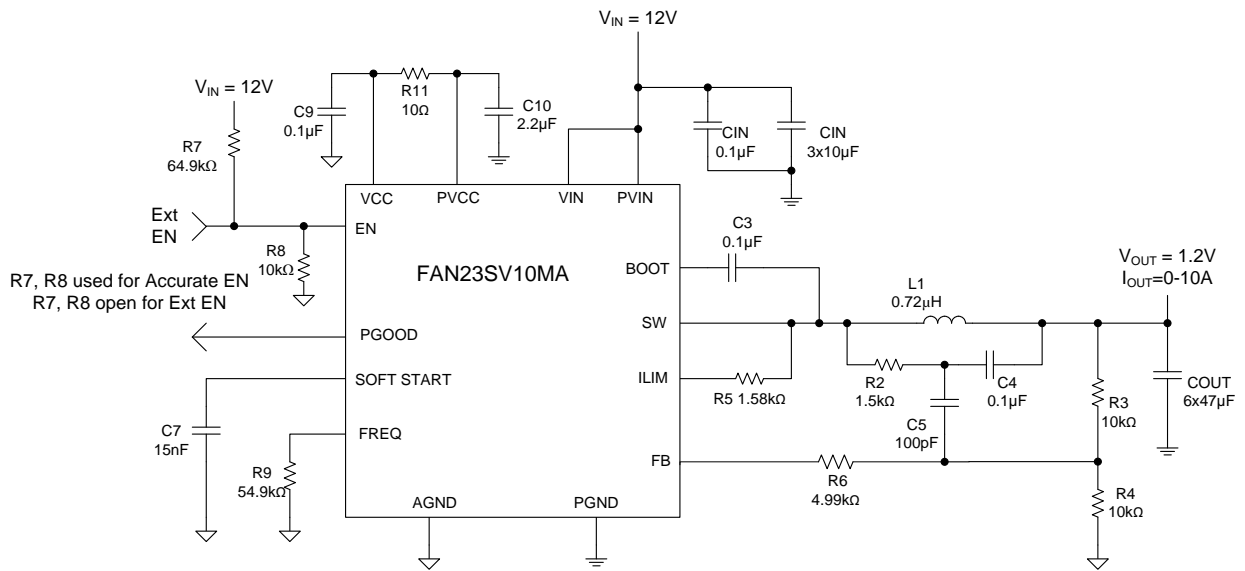 V_IN = 12V
V_IN = 12V
C9
0.1µF
R11
10Ω
C10
2.2µF
CIN
0.1µF
CIN
3x10µF
R7
64.9kΩ
VCC
PVCC
VIN
PVIN
Ext
EN
EN
R8
10kΩ
R7, R8 used for Accurate EN
R7, R8 open for Ext EN
FAN23SV10MA
BOOT
C3
0.1µF
V_OUT = 1.2V
I_OUT=0-10A
SW
L1
0.72µH
PGOOD
SOFT START
ILIM
R5 1.58kΩ
R2
1.5kΩ
C4
0.1µF
C5
100pF
R3
10kΩ
COUT
6x47µF
C7
15nF
FREQ
R9
54.9kΩ
FB
R6
4.99kΩ
R4
10kΩ
AGND
PGND